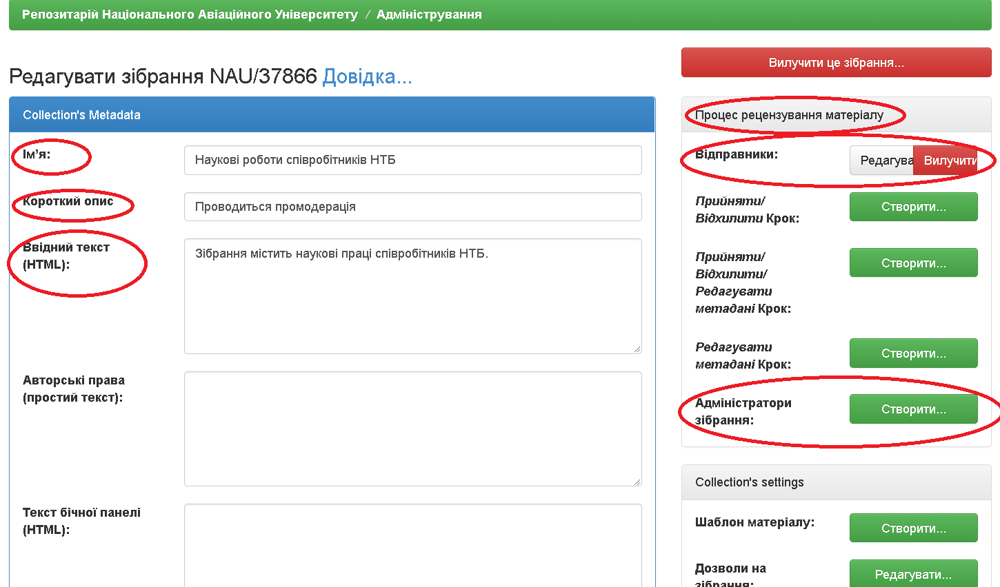 Репозитарій Національного Авіаційного Університету / Адміністрування
Редагувати зібрання NAU/37866 Довідка...
Collection's Metadata
Ім'я:
Наукові роботи співробітників НТБ
Короткий опис
Проводиться промодерація
Ввідний текст
(HTML):
Зібрання містить наукові праці співробітників НТБ.
Авторські права
(простий текст):
Текст бічної панелі
(HTML):
Вилучити це зібрання...
Процес рецензування матеріалу
Відправники:
Редагува Вилучити
Прийняти/
Відхилити Крок:
Створити...
Прийняти/
Відхилити/
Редагувати
метадані Крок:
Створити...
Редагувати
метадані Крок:
Створити...
Адміністратори
зібрання:
Створити...
Collection's settings
Шаблон матеріалу:
Створити...
Дозволи на
зібрання:
Редагувати...